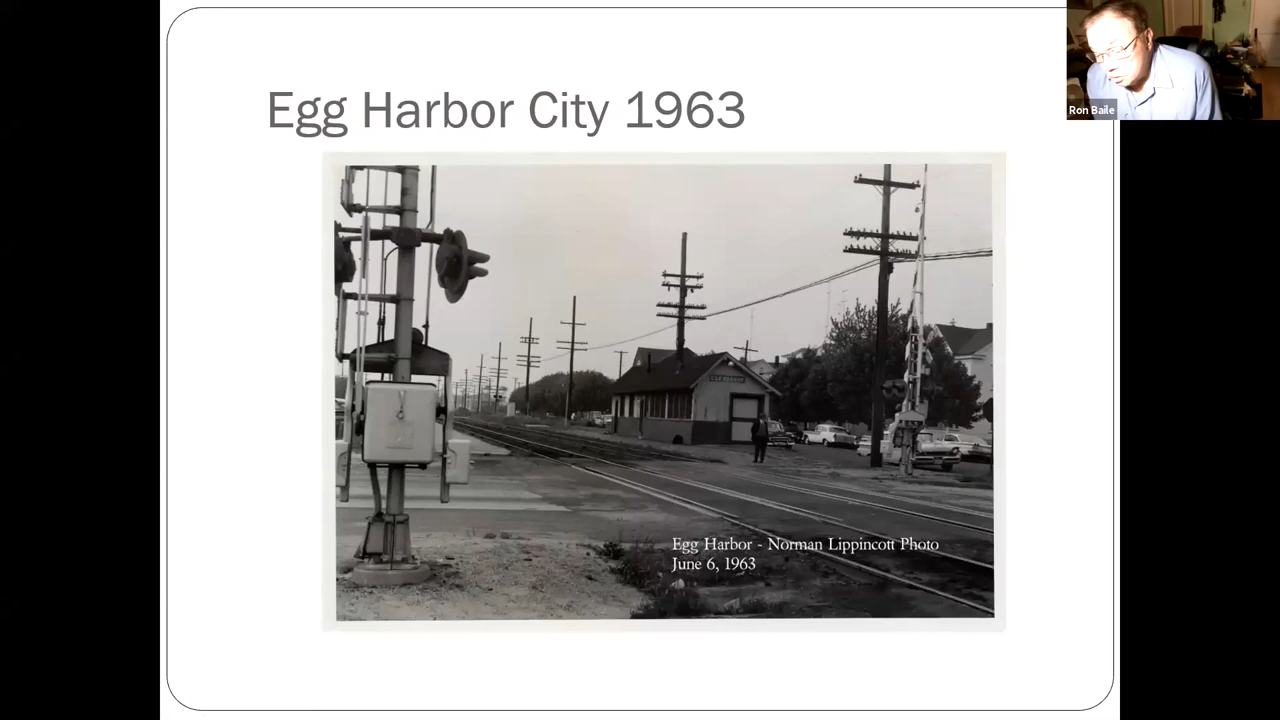 Egg Harbor City 1963
Ron Baile
Egg Harbor - Norman Lippincott Photo
June 6, 1963